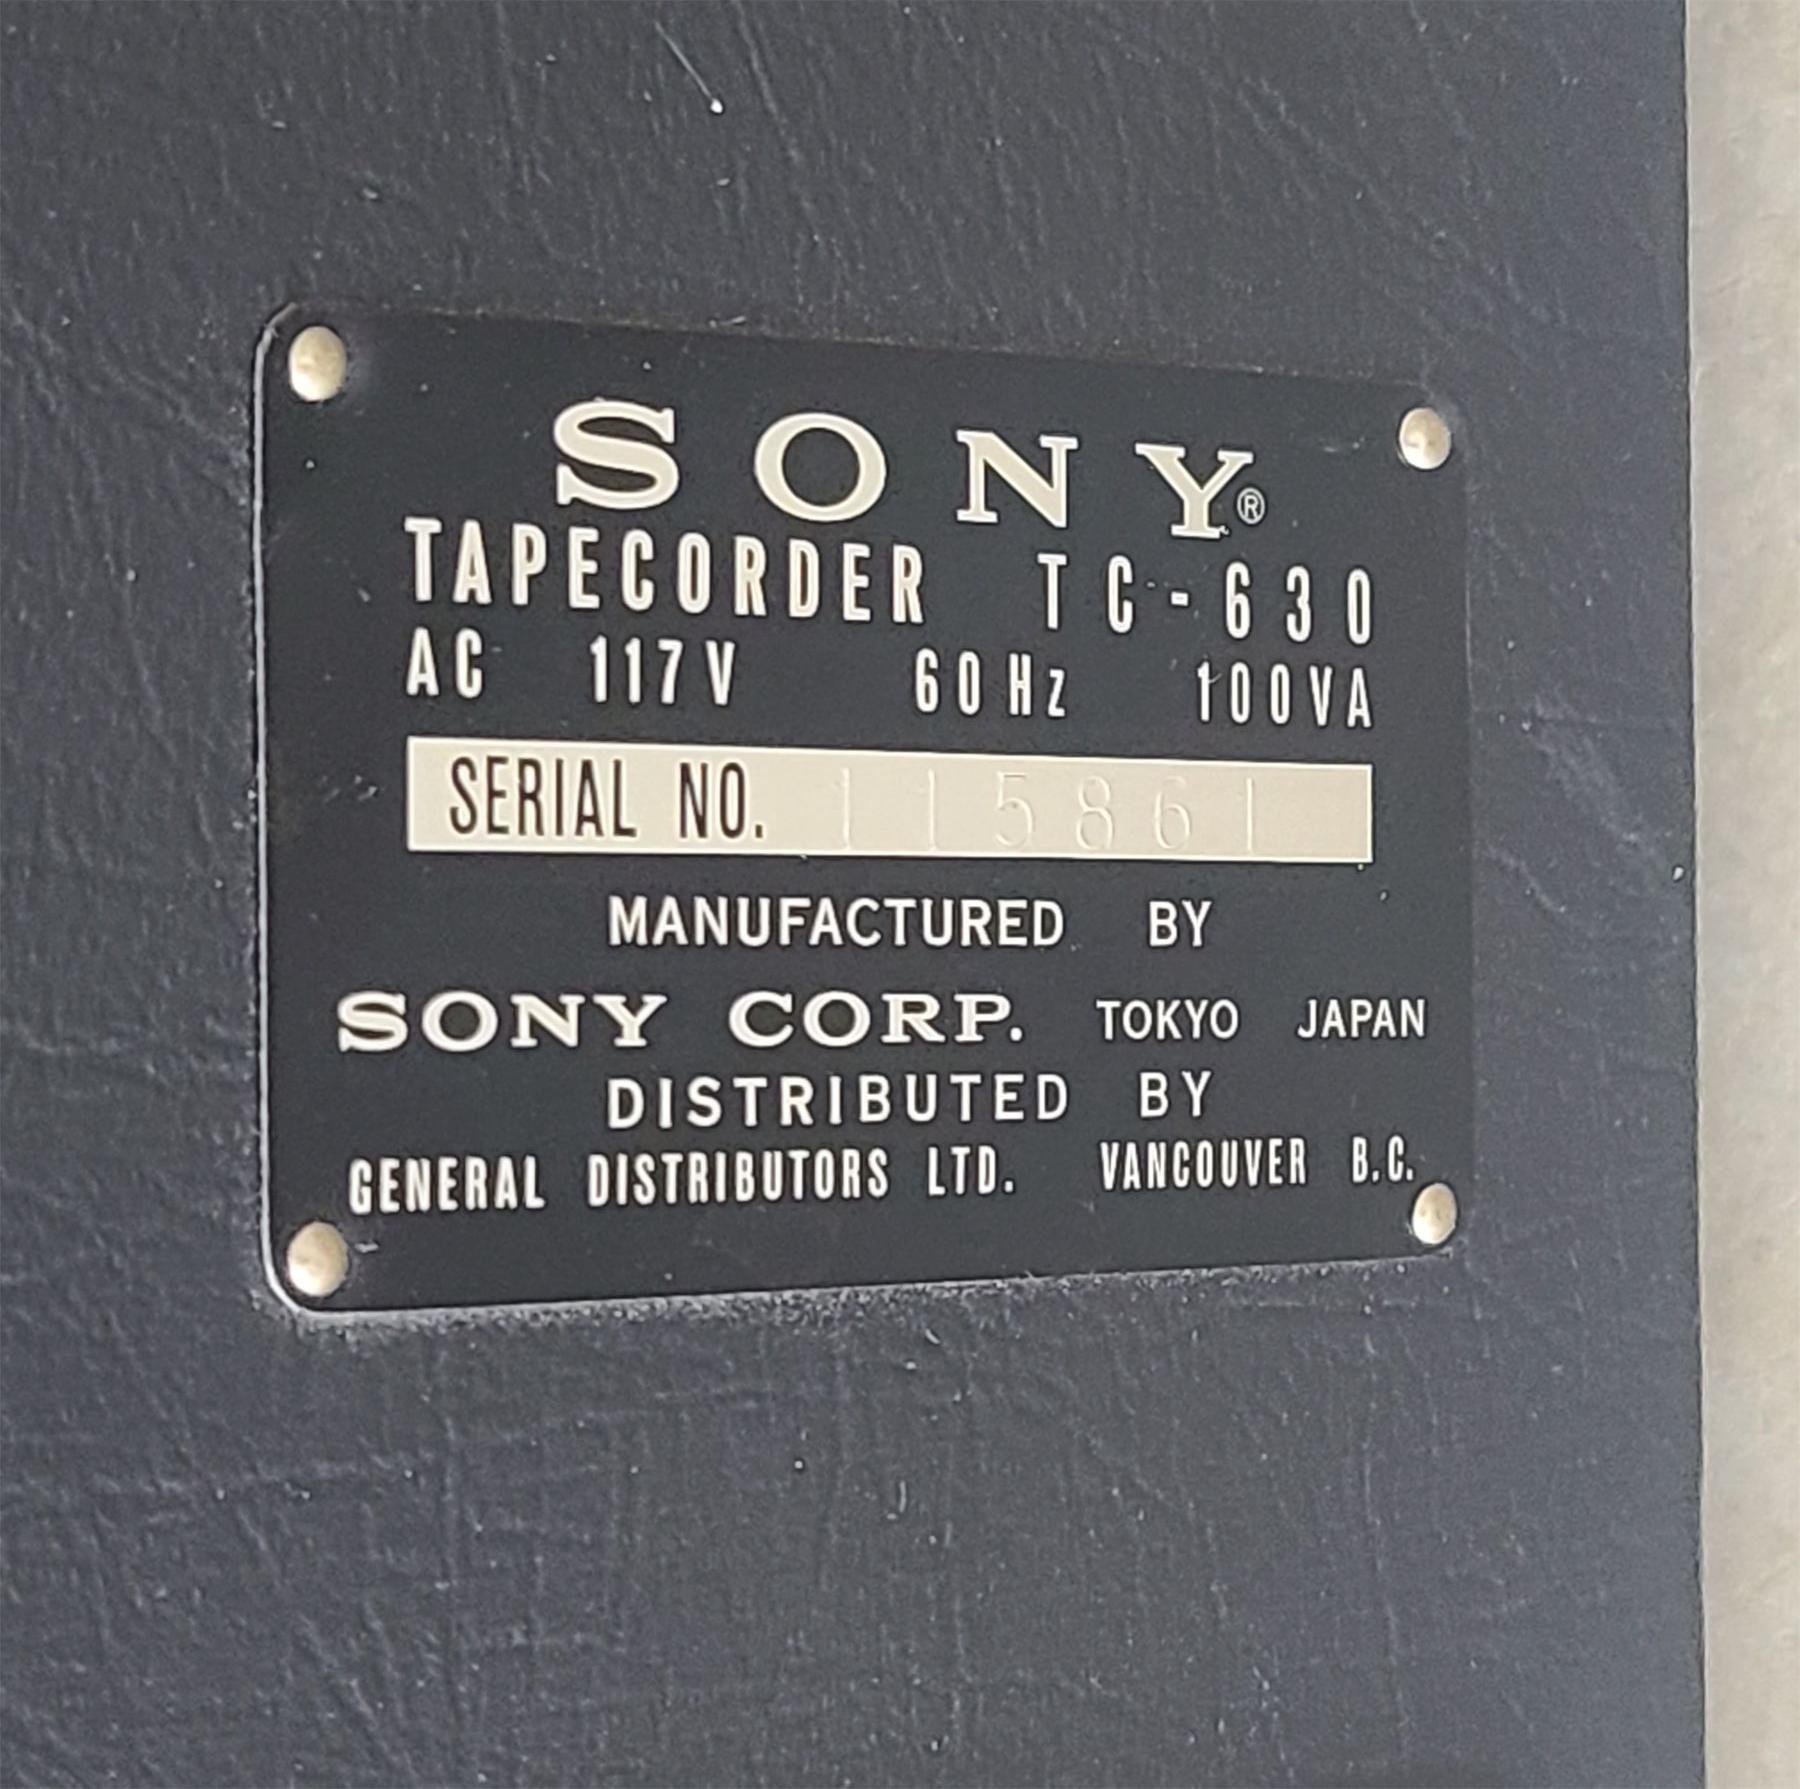 SONY®
TAPECORDER TC-630
AC 117V 60Hz 100VA
SERIAL NO. 115861
MANUFACTURED BY
SONY CORP. TOKYO JAPAN
DISTRIBUTED BY
GENERAL DISTRIBUTORS LTD. VANCOUVER B.C.